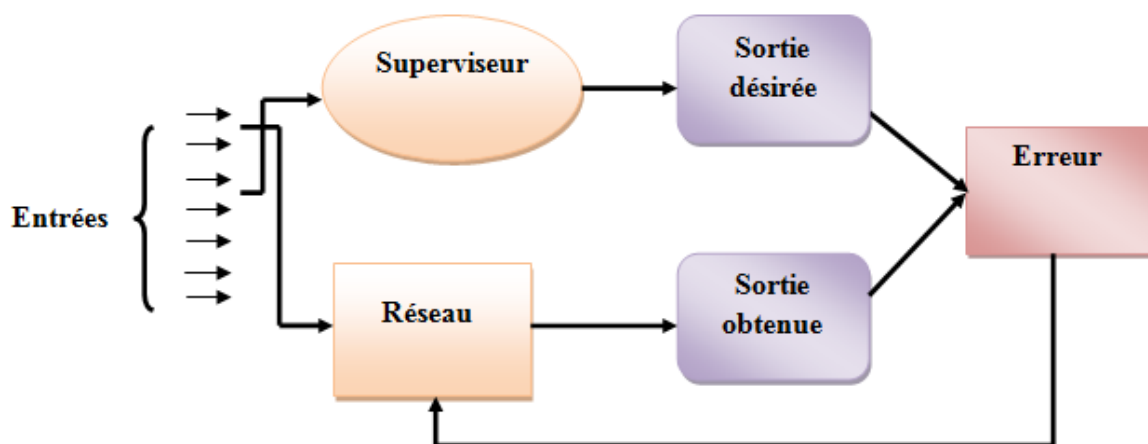 Superviseur
Sortie
désirée
Erreur
Entrées
Réseau
Sortie
obtenue